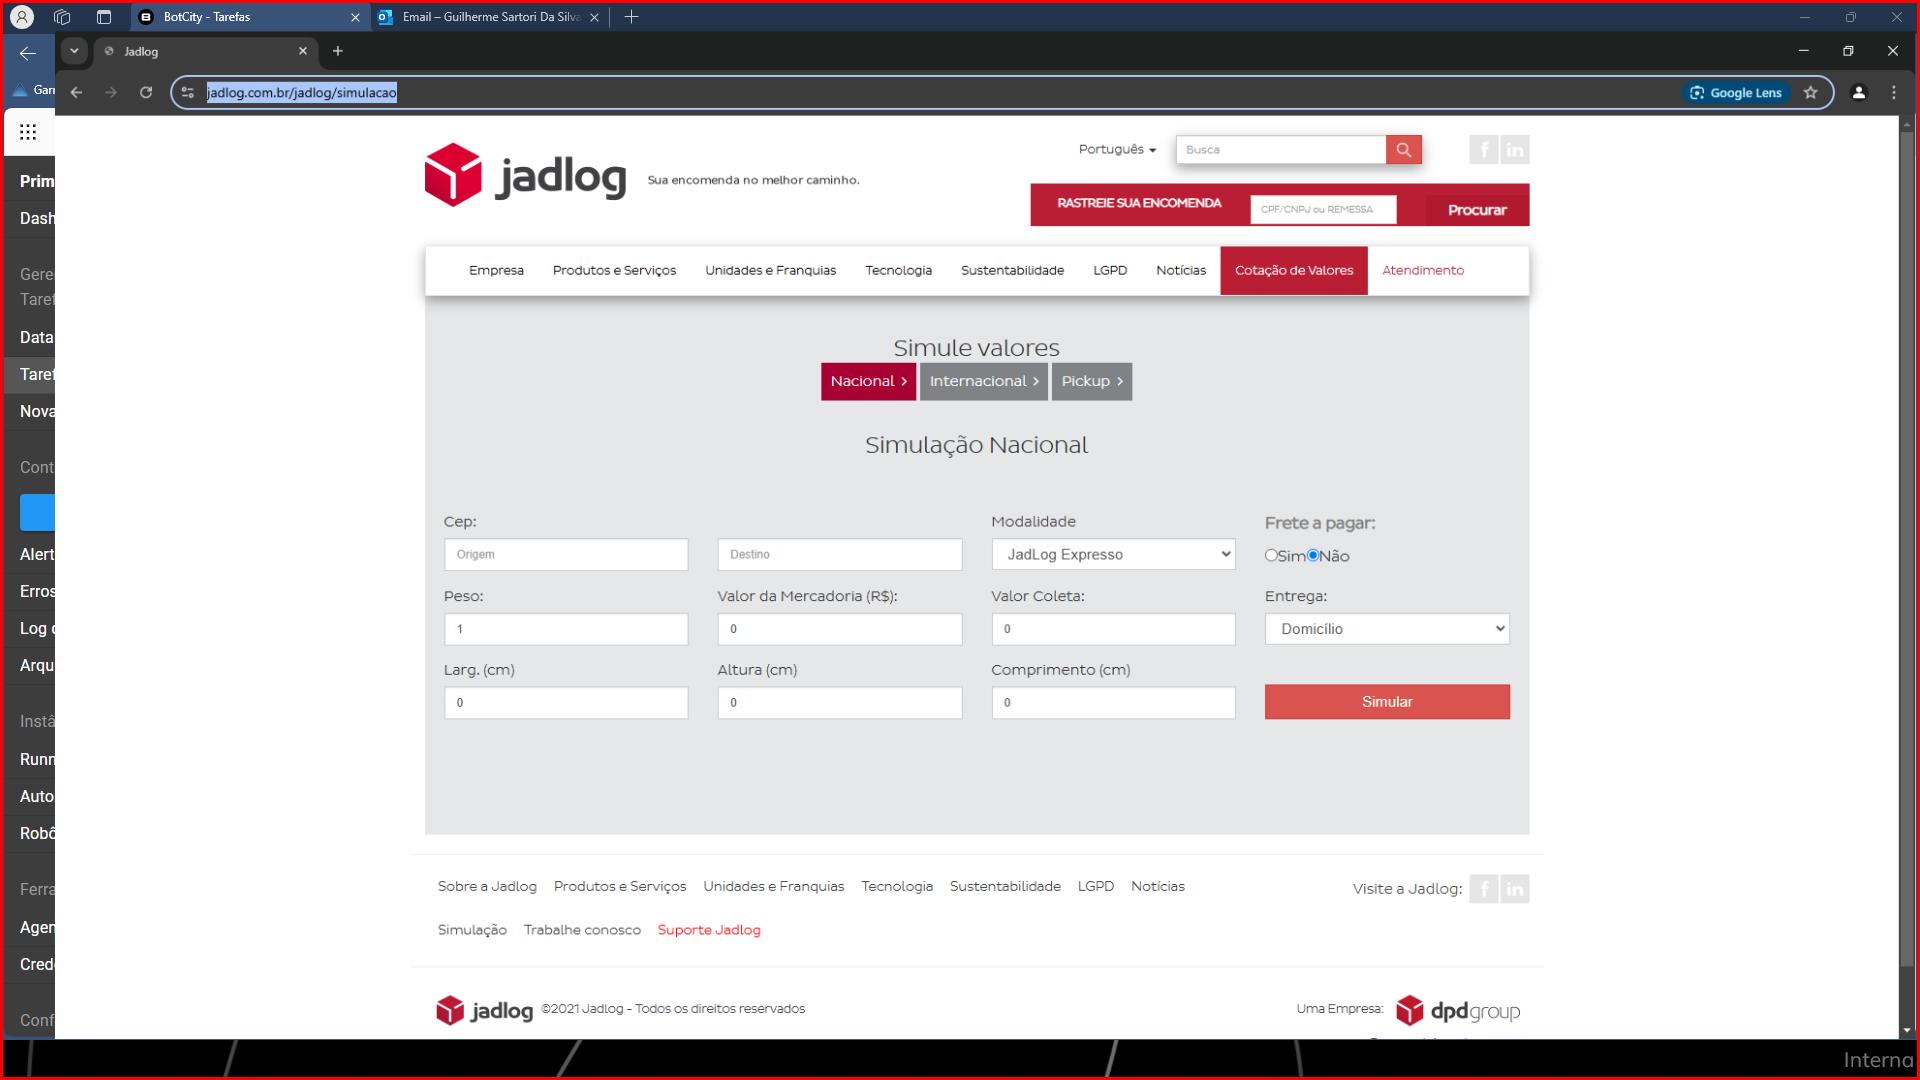 BotCity - Tarefas
Email – Guilherme Sartori Da Silva
Jadlog
Garr
jadlog.com.br/jadlog/simulacao
Google Lens
jadlog
Sua encomenda no melhor caminho.
Português
Busca
RASTREIE SUA ENCOMENDA
CPF/CNPJ ou REMESSA
Procurar
Empresa
Produtos e Serviços
Unidades e Franquias
Tecnologia
Sustentabilidade
LGPD
Notícias
Cotação de Valores
Atendimento
Prim
Dash
Gere
Taref
Data
Taref
Nova
Cont
Alert
Erros
Log
Arqu
Instâ
Runn
Auto
Robô
Ferra
Agen
Cred
Conf
Simule valores
Nacional
Internacional
Pickup
Simulação Nacional
Cep:
Origem
Destino
Modalidade
JadLog Expresso
Frete a pagar:
Sim Não
Peso:
1
Valor da Mercadoria (R$):
0
Valor Coleta:
0
Entrega:
Domicílio
Larg. (cm)
0
Altura (cm)
0
Comprimento (cm)
0
Simular
Sobre a Jadlog
Produtos e Serviços
Unidades e Franquias
Tecnologia
Sustentabilidade
LGPD
Notícias
Visite a Jadlog:
Simulação
Trabalhe conosco
Suporte Jadlog
jadlog
©2021 Jadlog - Todos os direitos reservados
Uma Empresa:
dpdgroup
Interna